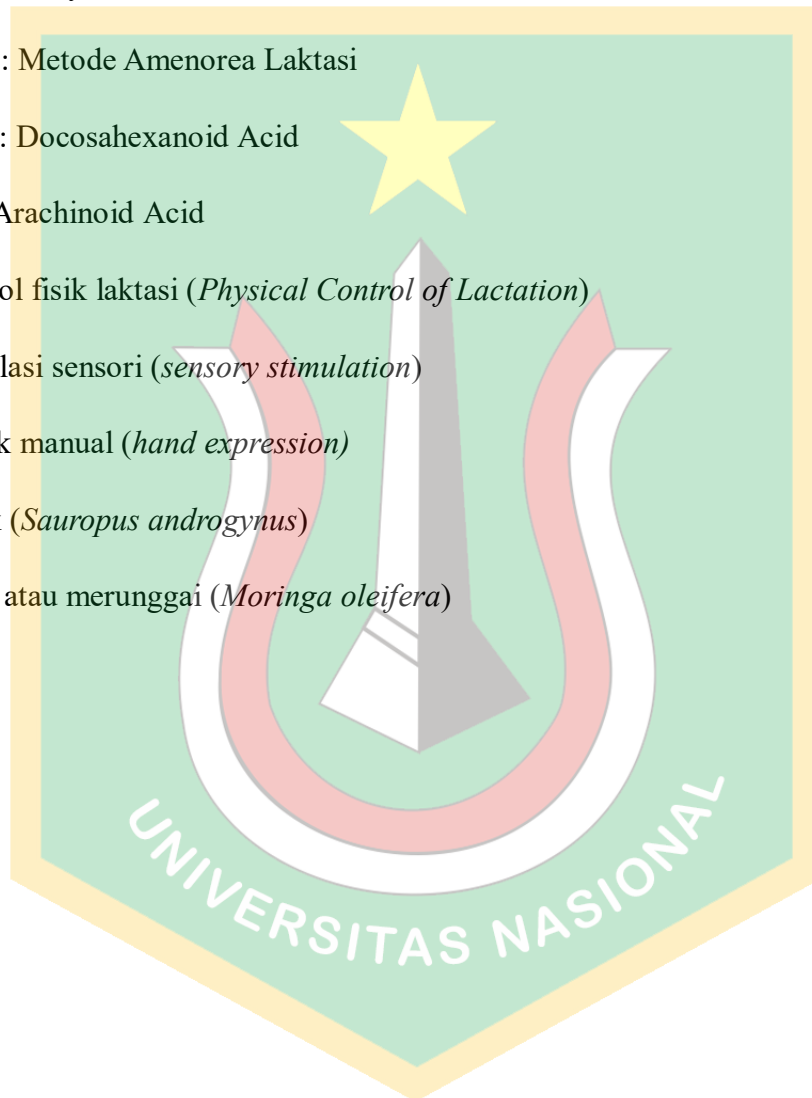 : Metode Amenorea Laktasi
: Docosahexanoid Acid
Arachinoid Acid
ol fisik laktasi (Physical Control of Lactation)
lasi sensori (sensory stimulation)
k manual (hand expression)
(Sauropus androgynus)
atau merunggai (Moringa oleifera)
UNIVERSITAS NASIONAL